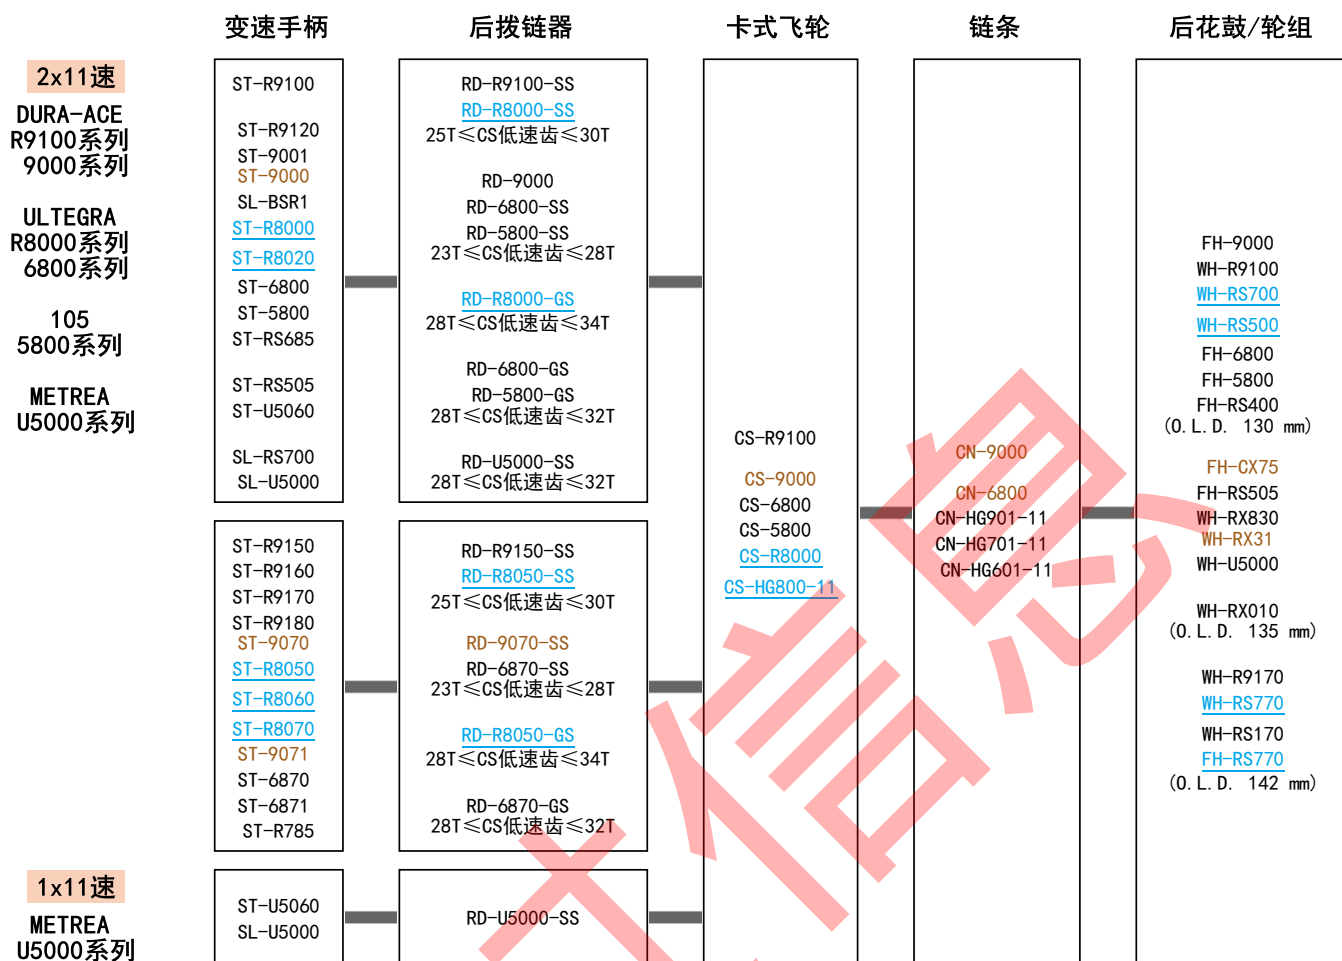 变速手柄
后拨链器
卡式飞轮
链条
后花鼓/轮组
2x11速
DURA-ACE
R9100系列
9000系列
ULTEGRA
R8000系列
6800系列
105
5800系列
METREA
U5000系列
ST-R9100
ST-R9120
ST-9001
ST-9000
SL-BSR1
ST-R8000
ST-R8020
ST-6800
ST-5800
ST-RS685
ST-RS505
ST-U5060
SL-RS700
SL-U5000
RD-R9100-SS
RD-R8000-SS
25T≤CS低速齿≤30T
RD-9000
RD-6800-SS
RD-5800-SS
23T≤CS低速齿≤28T
RD-R8000-GS
28T≤CS低速齿≤34T
RD-6800-GS
RD-5800-GS
28T≤CS低速齿≤32T
RD-U5000-SS
28T≤CS低速齿≤32T
ST-R9150
ST-R9160
ST-R9170
ST-R9180
ST-9070
ST-R8050
ST-R8060
ST-R8070
ST-9071
ST-6870
ST-6871
ST-R785
RD-R9150-SS
RD-R8050-SS
25T≤CS低速齿≤30T
RD-9070-SS
RD-6870-SS
23T≤CS低速齿≤28T
RD-R8050-GS
28T≤CS低速齿≤34T
RD-6870-GS
28T≤CS低速齿≤32T
1x11速
METREA
U5000系列
ST-U5060
SL-U5000
RD-U5000-SS
CS-R9100
CS-9000
CS-6800
CS-5800
CS-R8000
CS-HG800-11
CN-9000
CN-6800
CN-HG901-11
CN-HG701-11
CN-HG601-11
FH-9000
WH-R9100
WH-RS700
WH-RS500
FH-6800
FH-5800
FH-RS400
(O.L.D. 130 mm)
FH-CX75
FH-RS505
WH-RX830
WH-RX31
WH-U5000
WH-RX010
(O.L.D. 135 mm)
WH-R9170
WH-RS770
WH-RS170
FH-RS770
(O.L.D. 142 mm)
信息